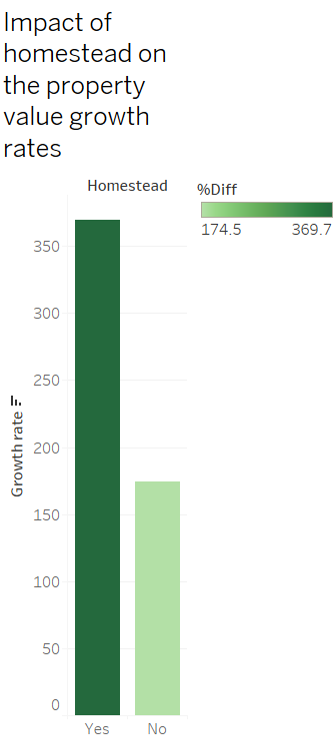 Impact of
homestead on
the property
value growth
rates
Homestead
%Diff
174.5 369.7
Growth rate
350
300
250
200
150
100
50
0
Yes No